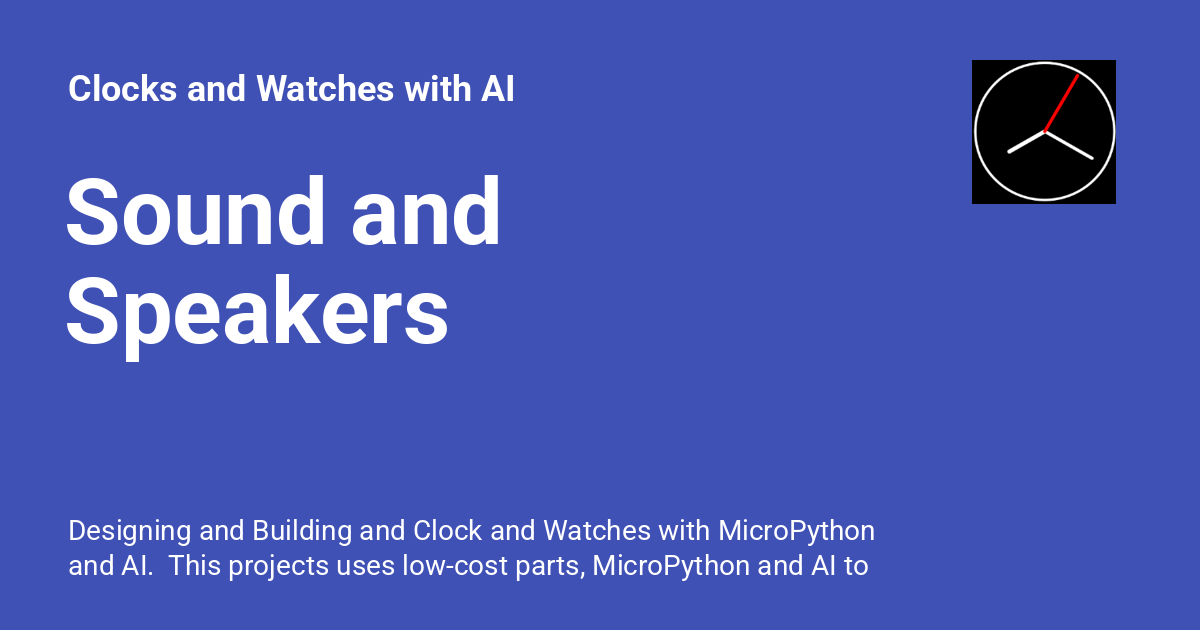 Clocks and Watches with AI
Sound and
Speakers
Designing and Building and Clock and Watches with MicroPython
and AI.  This projects uses low-cost parts, MicroPython and AI to